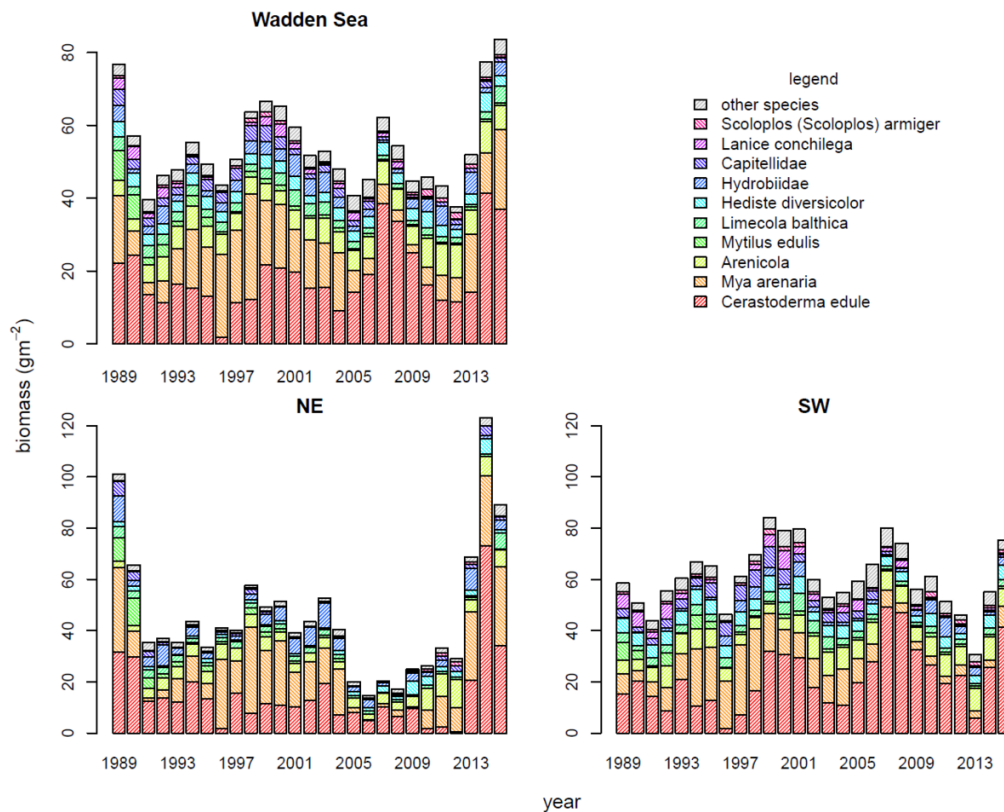 Wadden Sea
80
60
40
20
0
1989 1993 1997 2001 2005 2009 2013
legend
other species
Scoloplos (Scoloplos) armiger
Lanice conchilega
Capitellidae
Hydrobiidae
Hediste diversicolor
Limecola balthica
Mytilus edulis
Arenicola
Mya arenaria
Cerastoderma edule
biomass (gm−2)
NE
120
100
80
60
40
20
0
1989 1993 1997 2001 2005 2009 2013
SW
120
100
80
60
40
20
0
1989 1993 1997 2001 2005 2009 2013
year